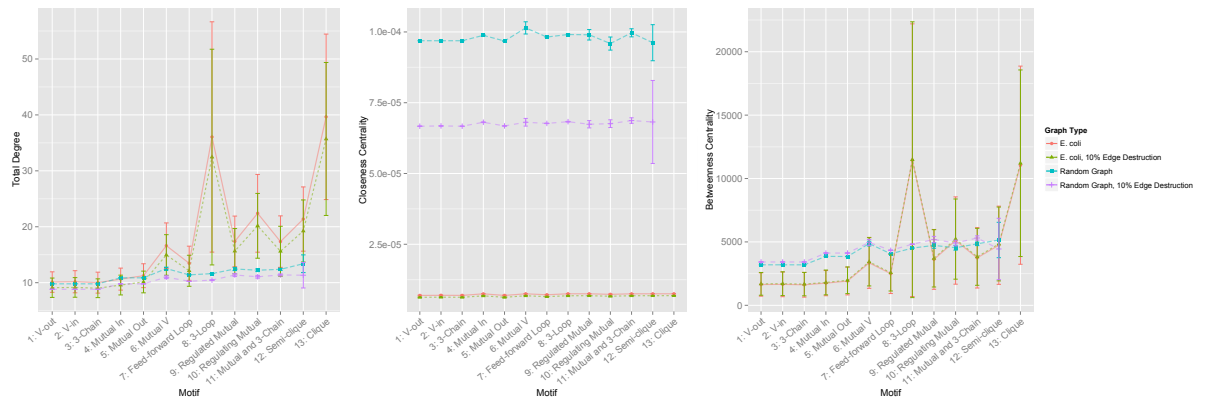 Total Degree
50
40
30
20
10
1: V-out
2: V-in
3: 3-Chain
4: Mutual In
5: Mutual Out
6: Mutual V
7: Feed-forward Loop
8: 3-Loop
9: Regulated Mutual
10: Regulating Mutual
11: Mutual and 3-Chain
12: Semi-clique
13: Clique
Motif
Closeness Centrality
1.0e-04
7.5e-05
5.0e-05
2.5e-05
1: V-out
2: V-in
3: 3-Chain
4: Mutual In
5: Mutual Out
6: Mutual V
7: Feed-forward Loop
8: 3-Loop
9: Regulated Mutual
10: Regulating Mutual
11: Mutual and 3-Chain
12: Semi-clique
13: Clique
Motif
Betweenness Centrality
20000
15000
10000
5000
0
1: V-out
2: V-in
3: 3-Chain
4: Mutual In
5: Mutual Out
6: Mutual V
7: Feed-forward Loop
8: 3-Loop
9: Regulated Mutual
10: Regulating Mutual
11: Mutual and 3-Chain
12: Semi-clique
13: Clique
Motif
Graph Type
E. coli
E. coli, 10% Edge Destruction
Random Graph
Random Graph, 10% Edge Destruction